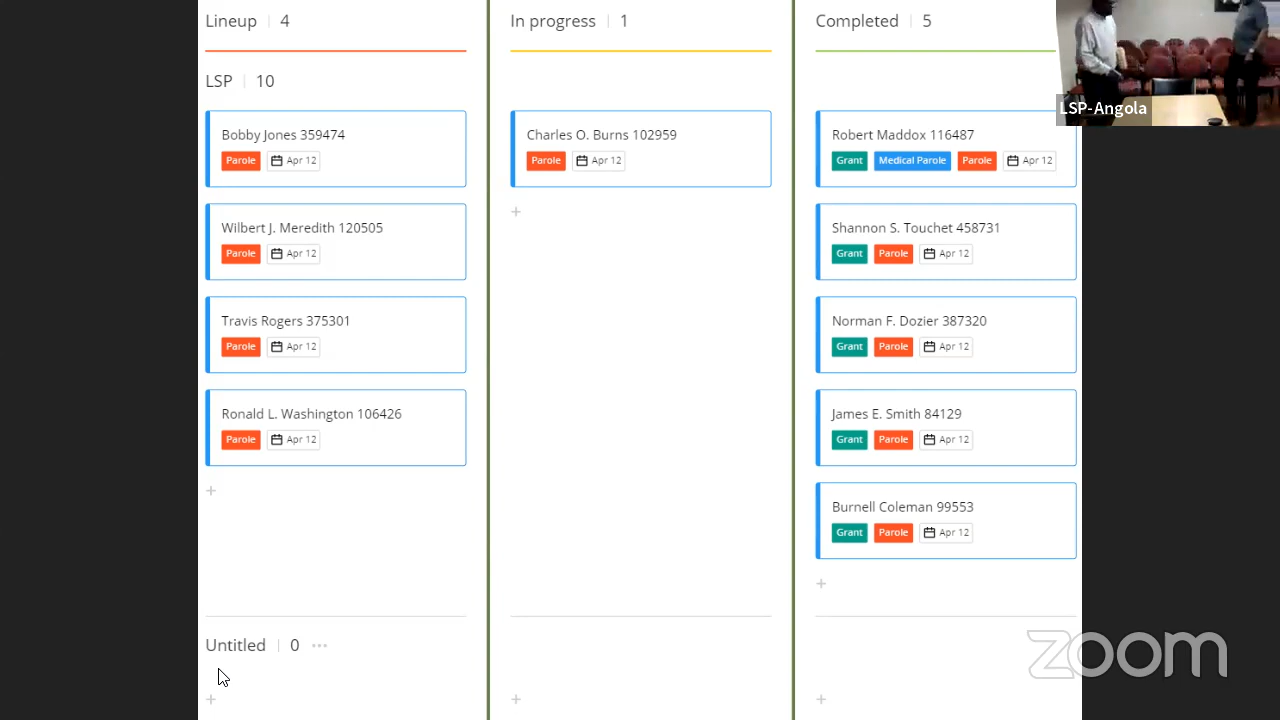 Lineup 4
LSP 10
Bobby Jones 359474
Parole Apr 12
Wilbert J. Meredith 120505
Parole Apr 12
Travis Rogers 375301
Parole Apr 12
Ronald L. Washington 106426
Parole Apr 12
+
Untitled 0 ...
+
In progress 1
Charles O. Burns 102959
Parole Apr 12
+
+
Completed 5
Robert Maddox 116487
Grant Medical Parole Parole Apr 12
Shannon S. Touchet 458731
Grant Parole Apr 12
Norman F. Dozier 387320
Grant Parole Apr 12
James E. Smith 84129
Grant Parole Apr 12
Burnell Coleman 99553
Grant Parole Apr 12
+
+
LSP-Angola
zoom